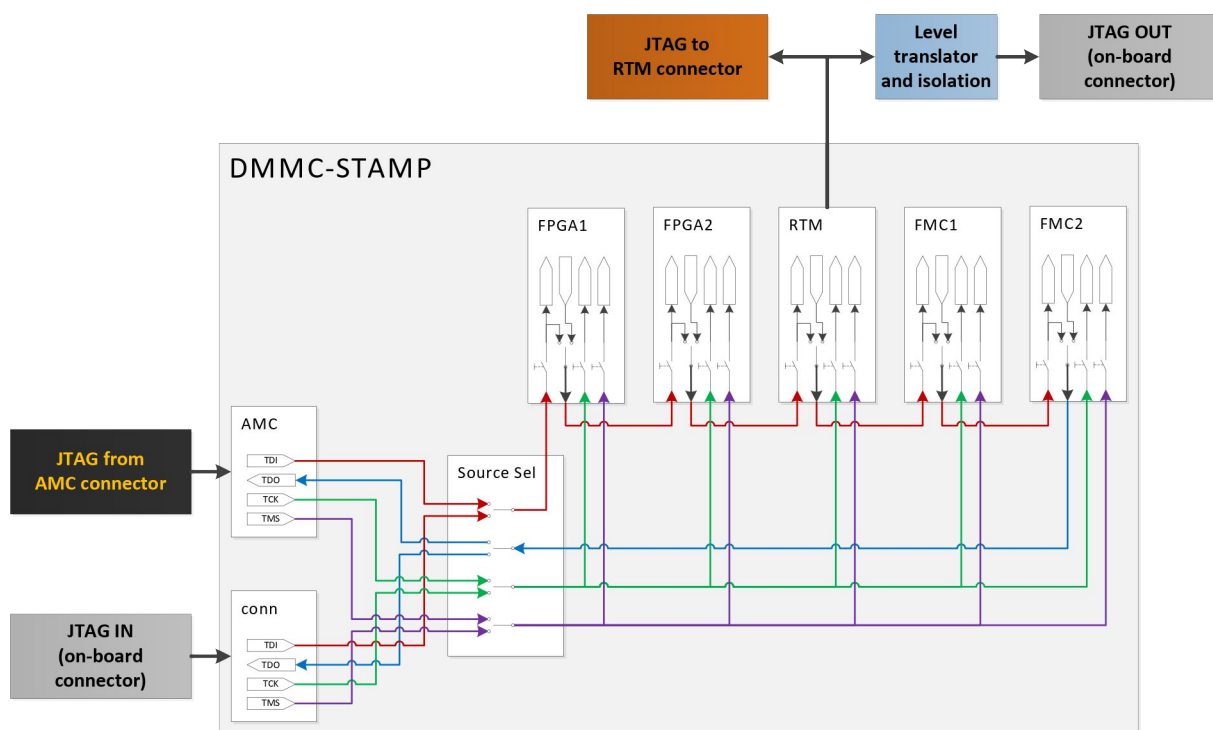 JTAG to
RTM connector
Level
translator
and isolation
JTAG OUT
(on-board
connector)
DMMC-STAMP
FPGA1
FPGA2
RTM
FMC1
FMC2
JTAG from
AMC connector
AMC
TDI
TDO
TCK
TMS
Source Sel
JTAG IN
(on-board
connector)
conn
TDI
TDO
TCK
TMS